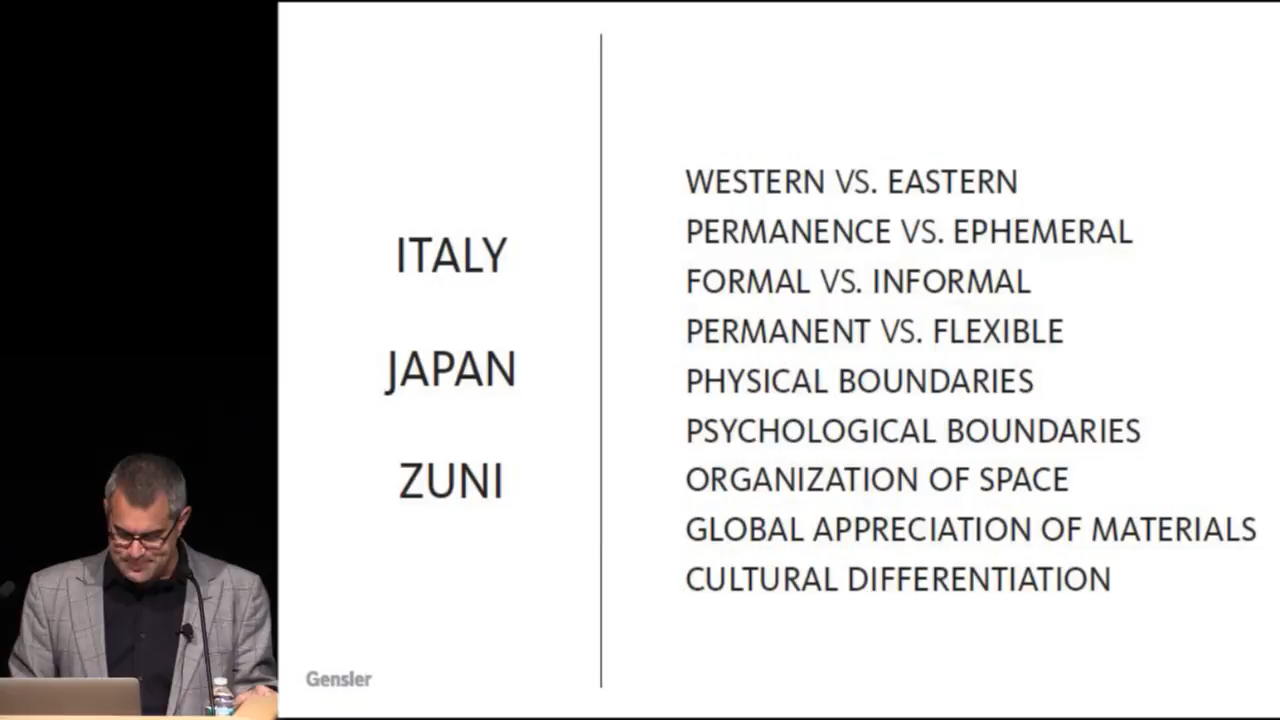 ITALY
JAPAN
ZUNI
WESTERN VS. EASTERN
PERMANENCE VS. EPHEMERAL
FORMAL VS. INFORMAL
PERMANENT VS. FLEXIBLE
PHYSICAL BOUNDARIES
PSYCHOLOGICAL BOUNDARIES
ORGANIZATION OF SPACE
GLOBAL APPRECIATION OF MATERIALS
CULTURAL DIFFERENTIATION
Gensler